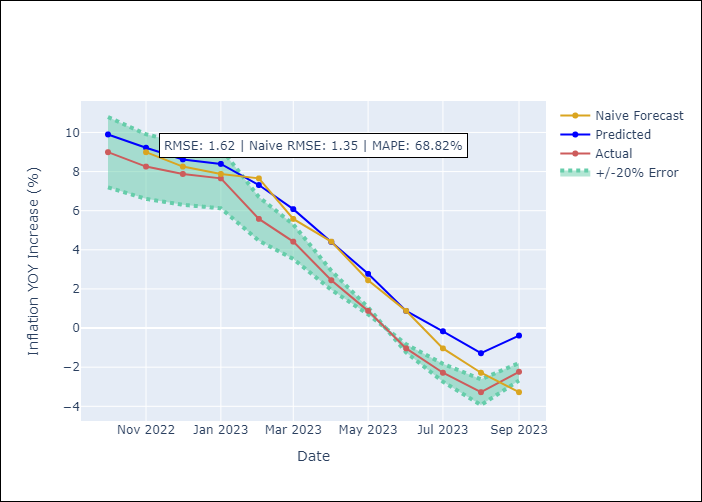 RMSE: 1.62 | Naive RMSE: 1.35 | MAPE: 68.82%
Naive Forecast
Predicted
Actual
+/-20% Error
Inflation YOY Increase (%)
10
8
6
4
2
0
−2
−4
Nov 2022 Jan 2023 Mar 2023 May 2023 Jul 2023 Sep 2023
Date